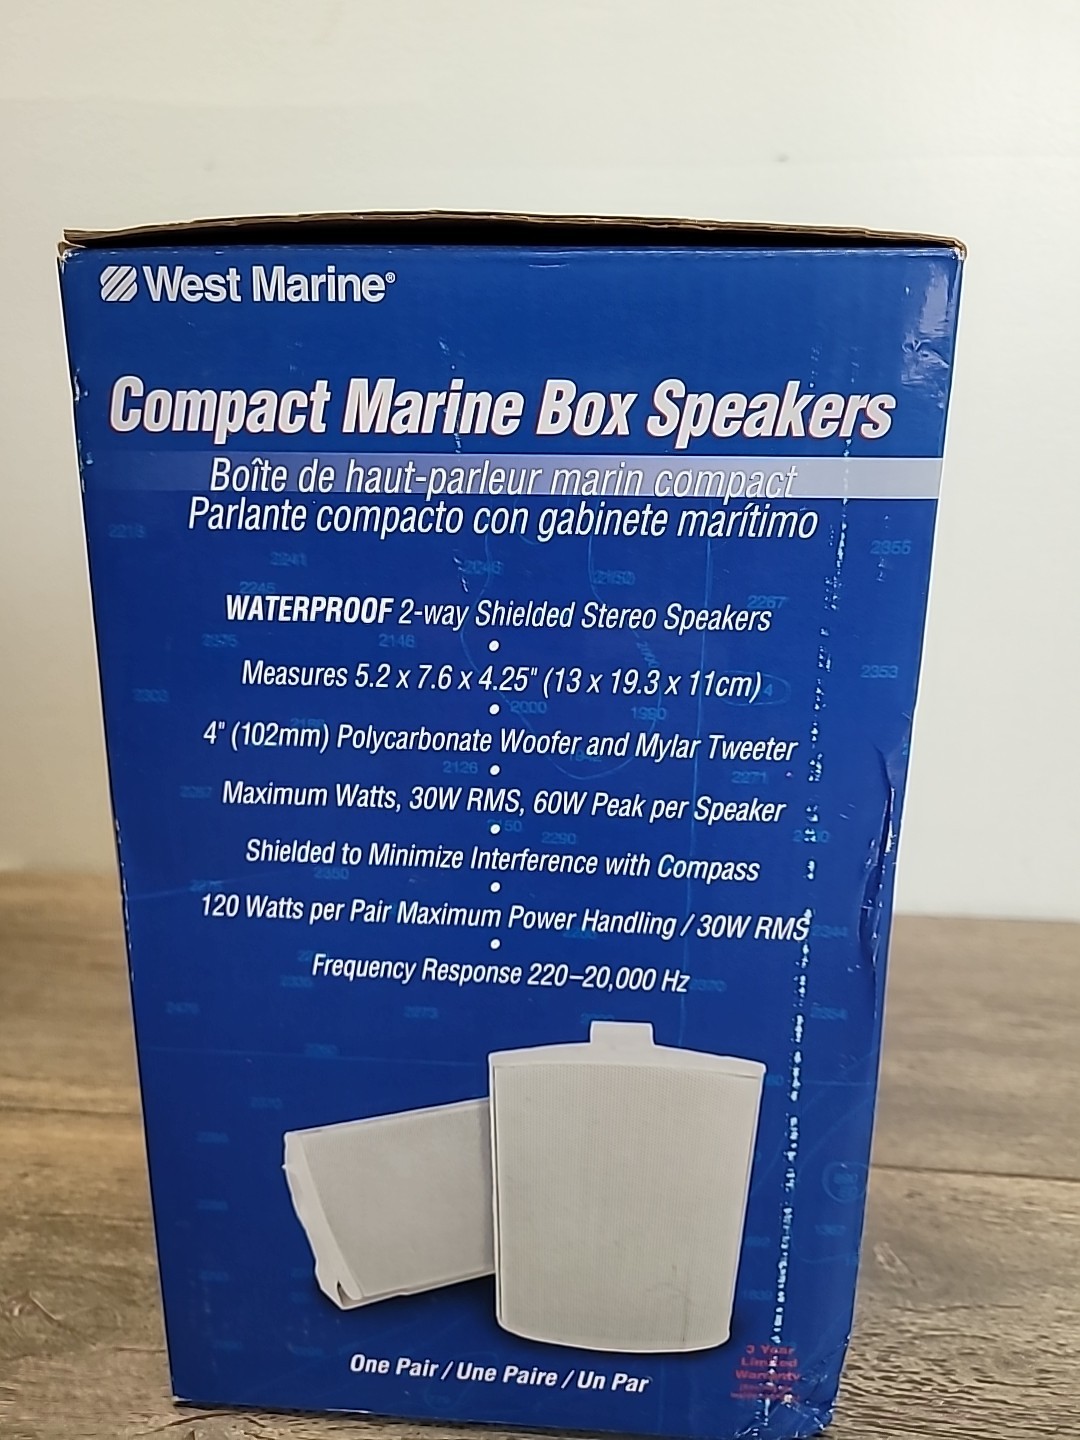 West Marine®
Compact Marine Box Speakers
Boîte de haut-parleur marin compact
Parlante compacto con gabinete marítimo
WATERPROOF 2-way Shielded Stereo Speakers
•
Measures 5.2 x 7.6 x 4.25" (13 x 19.3 x 11cm)
•
4" (102mm) Polycarbonate Woofer and Mylar Tweeter
•
Maximum Watts, 30W RMS, 60W Peak per Speaker
•
Shielded to Minimize Interference with Compass
•
120 Watts per Pair Maximum Power Handling / 30W RMS
•
Frequency Response 220–20,000 Hz
One Pair / Une Paire / Un Par
3 Year
Limited
Warranty